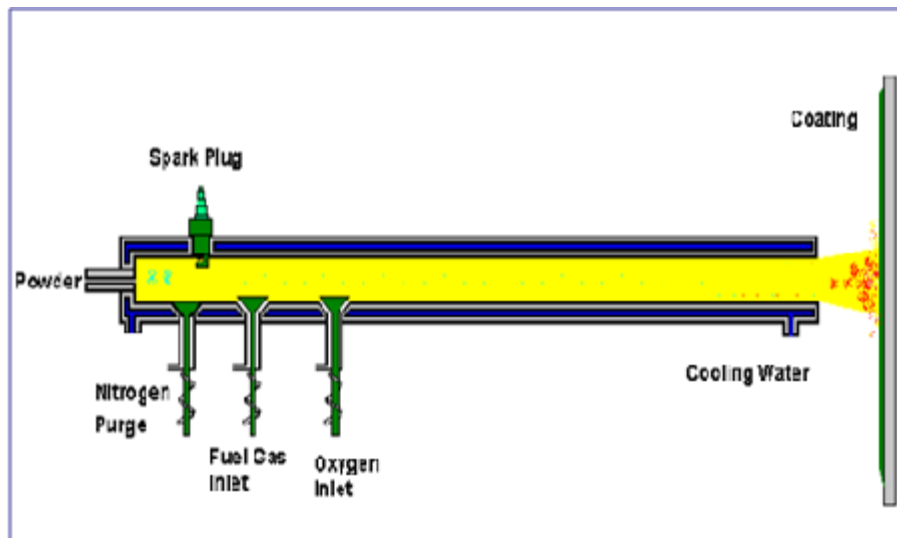 Coating
Spark Plug
Powder
Nitrogen
Purge
Fuel Gas
Inlet
Oxygen
Inlet
Cooling Water